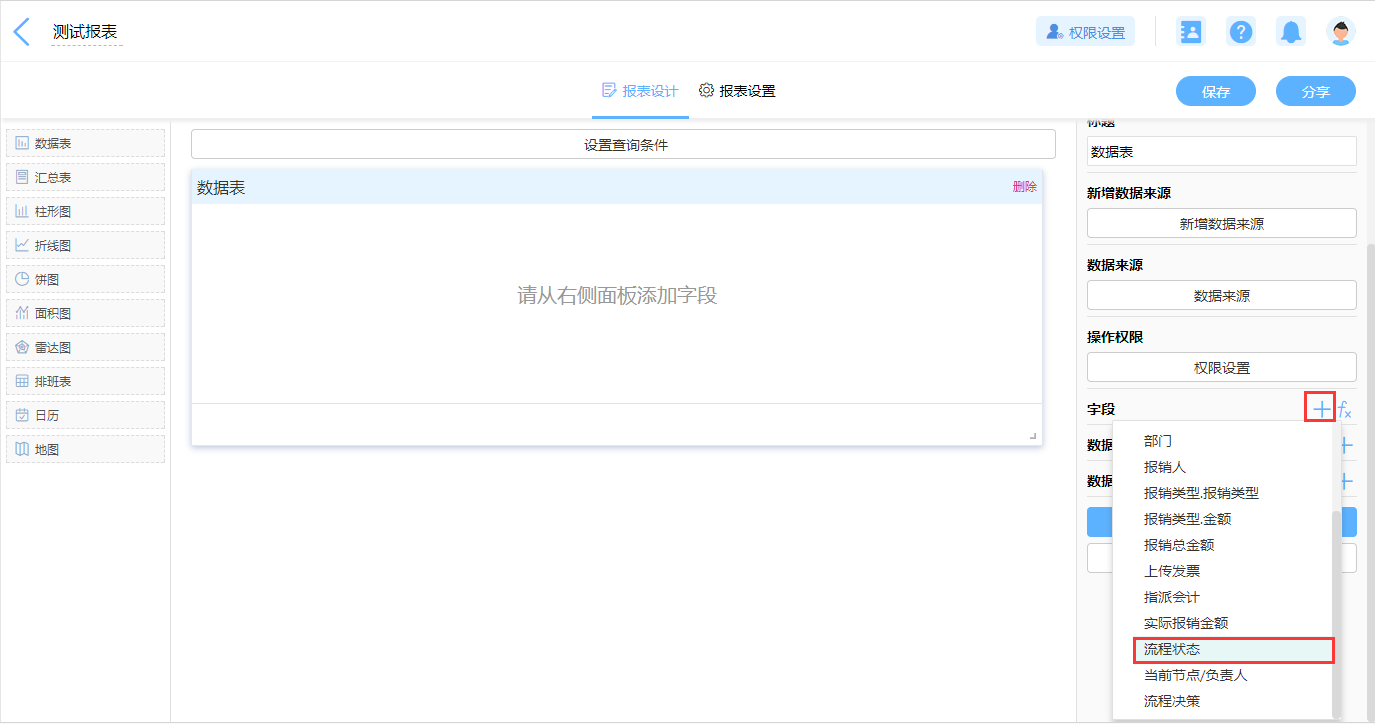 测试报表
权限设置
报表设计
报表设置
保存
分享
数据表
汇总表
柱形图
折线图
饼图
面积图
雷达图
排班表
日历
地图
设置查询条件
数据表
删除
请从右侧面板添加字段
标题
数据表
新增数据来源
新增数据来源
数据来源
数据来源
操作权限
权限设置
字段
fx
数据
数据
部门
报销人
报销类型.报销类型
报销类型.金额
报销总金额
上传发票
指派会计
实际报销金额
流程状态
当前节点/负责人
流程决策